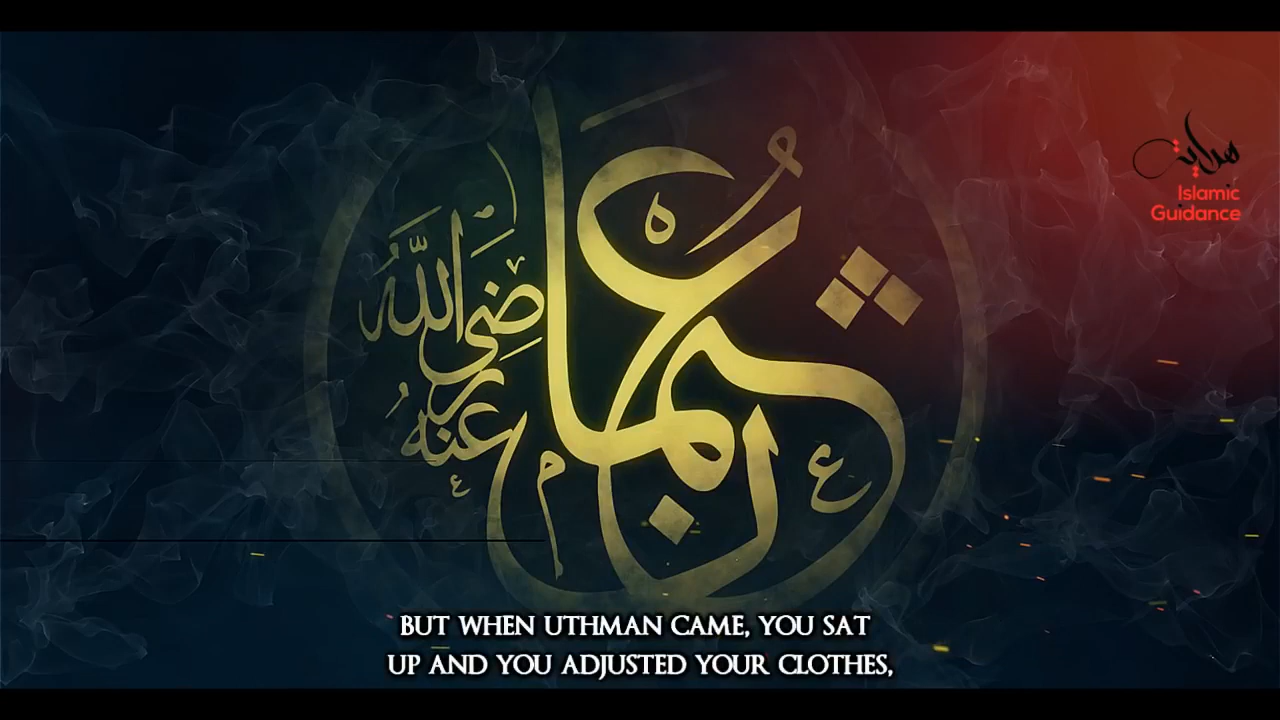 عثمان
رضي الله
عنه
هداية
Islamic
Guidance
BUT WHEN UTHMAN CAME, YOU SAT
UP AND YOU ADJUSTED YOUR CLOTHES,